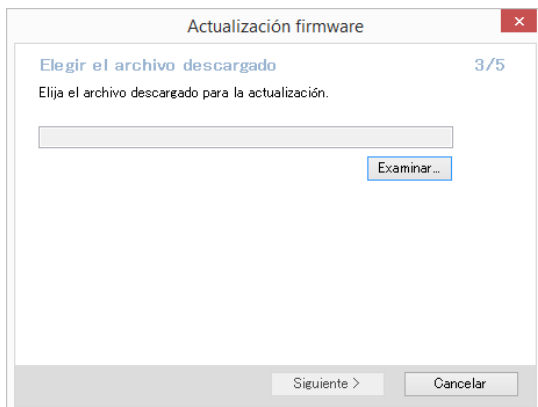 Actualización firmware
Elegir el archivo descargado 3/5
Elija el archivo descargado para la actualización.
Examinar...
Siguiente >
Cancelar